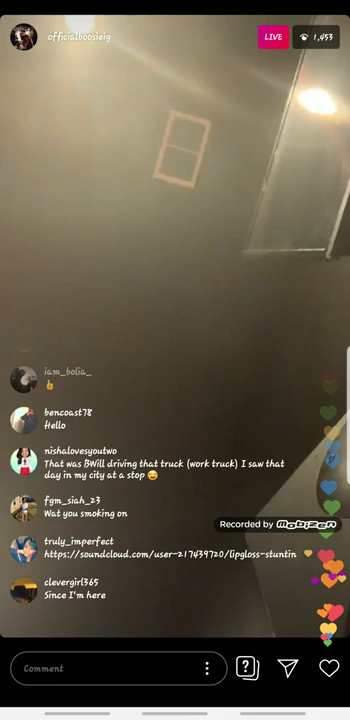 officialboosieig
LIVE
1,453
iam_bolia_
👍
bencoast78
Hello
nishalovesyoutwo
That was BWill driving that truck (work truck) I saw that
day in my city at a stop 😂
fgm_siah_23
Wat you smoking on
Recorded by mobizen
truly_imperfect
https://soundcloud.com/user-217439720/lipgloss-stuntin
clevergirl365
Since I'm here
Comment